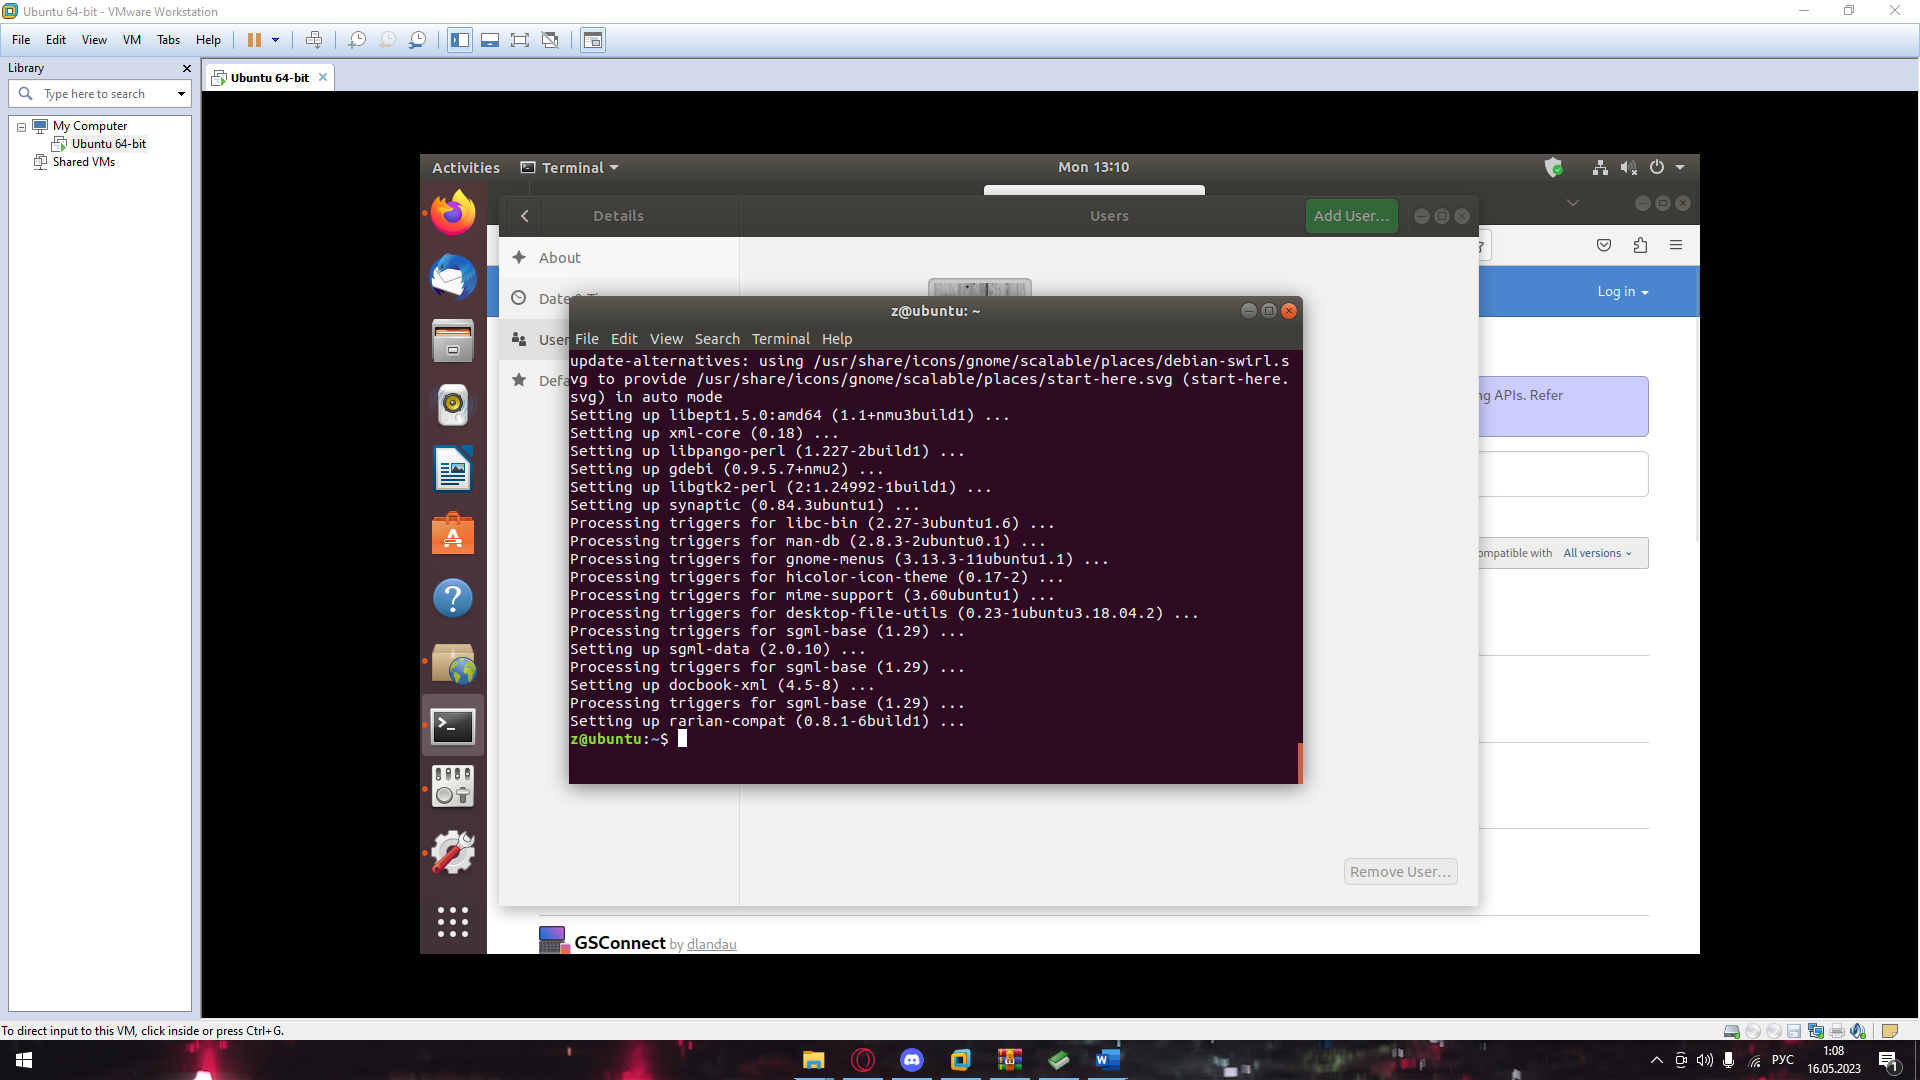 Ubuntu 64-bit - VMware Workstation
File Edit View VM Tabs Help
Library
Type here to search
My Computer
Ubuntu 64-bit
Shared VMs
Ubuntu 64-bit
Activities Terminal Mon 13:10
Details Users Add User...
About
Date &
User
Defa
Log in
ng APIs. Refer
ompatible with All versions
z@ubuntu: ~
File Edit View Search Terminal Help
update-alternatives: using /usr/share/icons/gnome/scalable/places/debian-swirl.s
vg to provide /usr/share/icons/gnome/scalable/places/start-here.svg (start-here.
svg) in auto mode
Setting up libept1.5.0:amd64 (1.1+nmu3build1) ...
Setting up xml-core (0.18) ...
Setting up libpango-perl (1.227-2build1) ...
Setting up gdebi (0.9.5.7+nmu2) ...
Setting up libgtk2-perl (2:1.24992-1build1) ...
Setting up synaptic (0.84.3ubuntu1) ...
Processing triggers for libc-bin (2.27-3ubuntu1.6) ...
Processing triggers for man-db (2.8.3-2ubuntu0.1) ...
Processing triggers for gnome-menus (3.13.3-11ubuntu1.1) ...
Processing triggers for hicolor-icon-theme (0.17-2) ...
Processing triggers for mime-support (3.60ubuntu1) ...
Processing triggers for desktop-file-utils (0.23-1ubuntu3.18.04.2) ...
Processing triggers for sgml-base (1.29) ...
Setting up sgml-data (2.0.10) ...
Processing triggers for sgml-base (1.29) ...
Setting up docbook-xml (4.5-8) ...
Processing triggers for sgml-base (1.29) ...
Setting up rarian-compat (0.8.1-6build1) ...
z@ubuntu:~$
Remove User...
GSConnect by dlandau
To direct input to this VM, click inside or press Ctrl+G.
РУС
1:08
16.05.2023
1